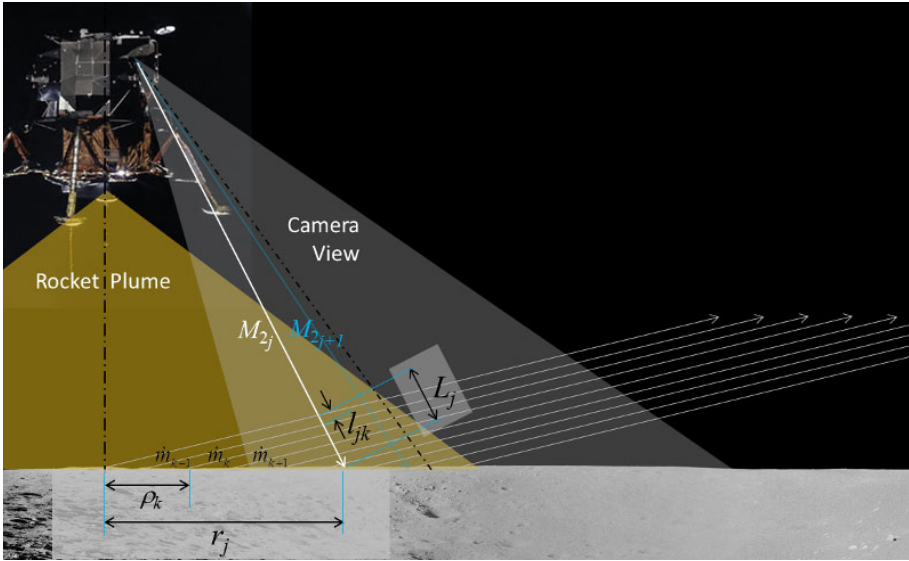 Camera
View
Rocket Plume
M₂ⱼ M₂ⱼ₊₁
Lⱼ
lⱼₖ
ṁₖ₋₁ ṁₖ ṁₖ₊₁
ρₖ
rⱼ